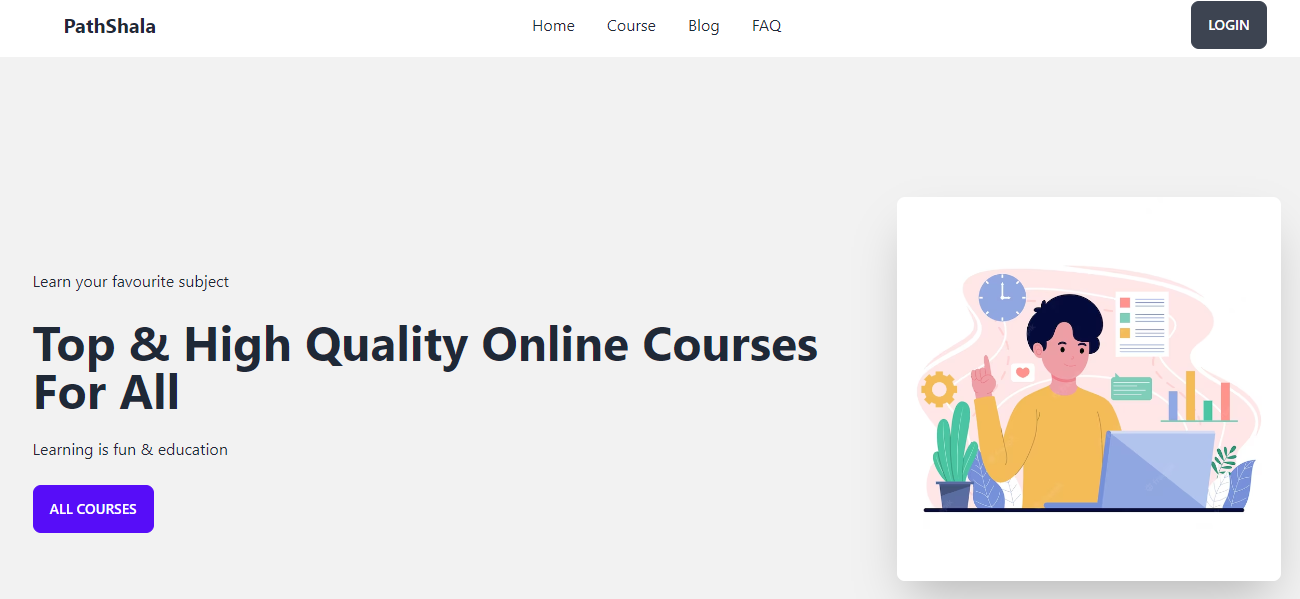 PathShala
Home
Course
Blog
FAQ
LOGIN
Learn your favourite subject
Top & High Quality Online Courses
For All
Learning is fun & education
ALL COURSES